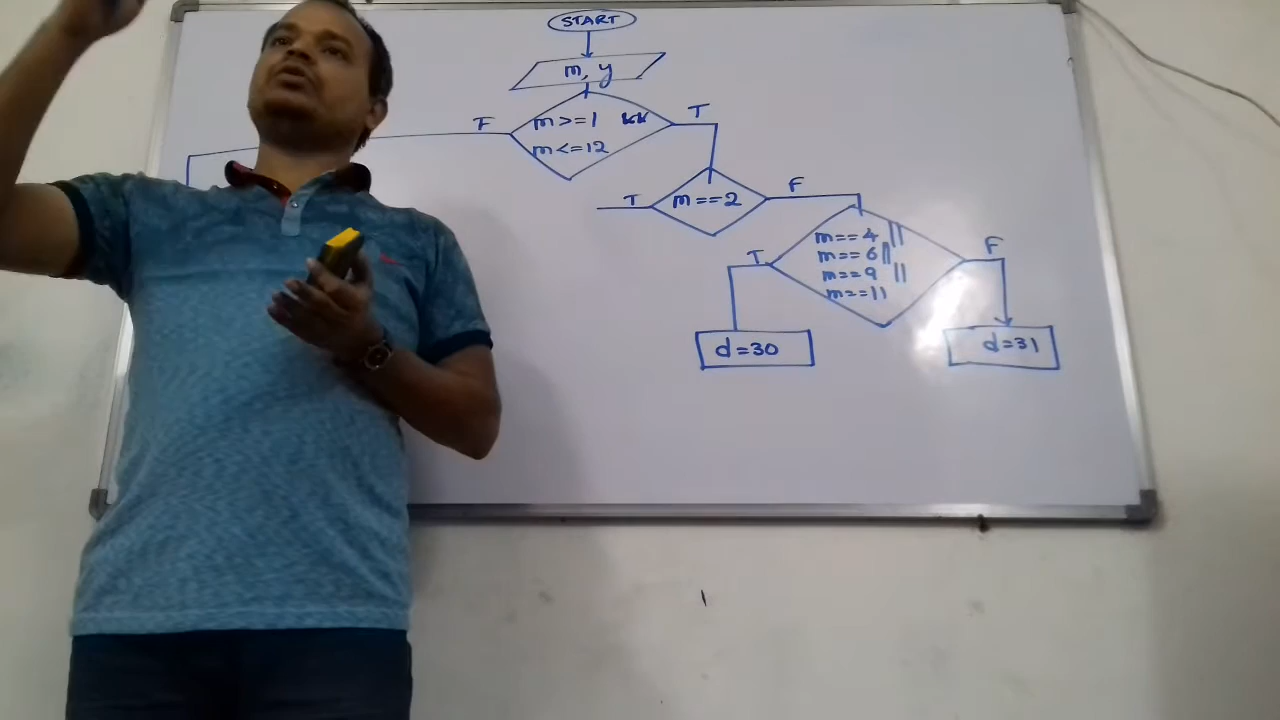 START
m, y
F
m>=1 &&
m<=12
T
T
m==2
F
T
m==4 ||
m==6 ||
m==9 ||
m==11
F
d=30
d=31